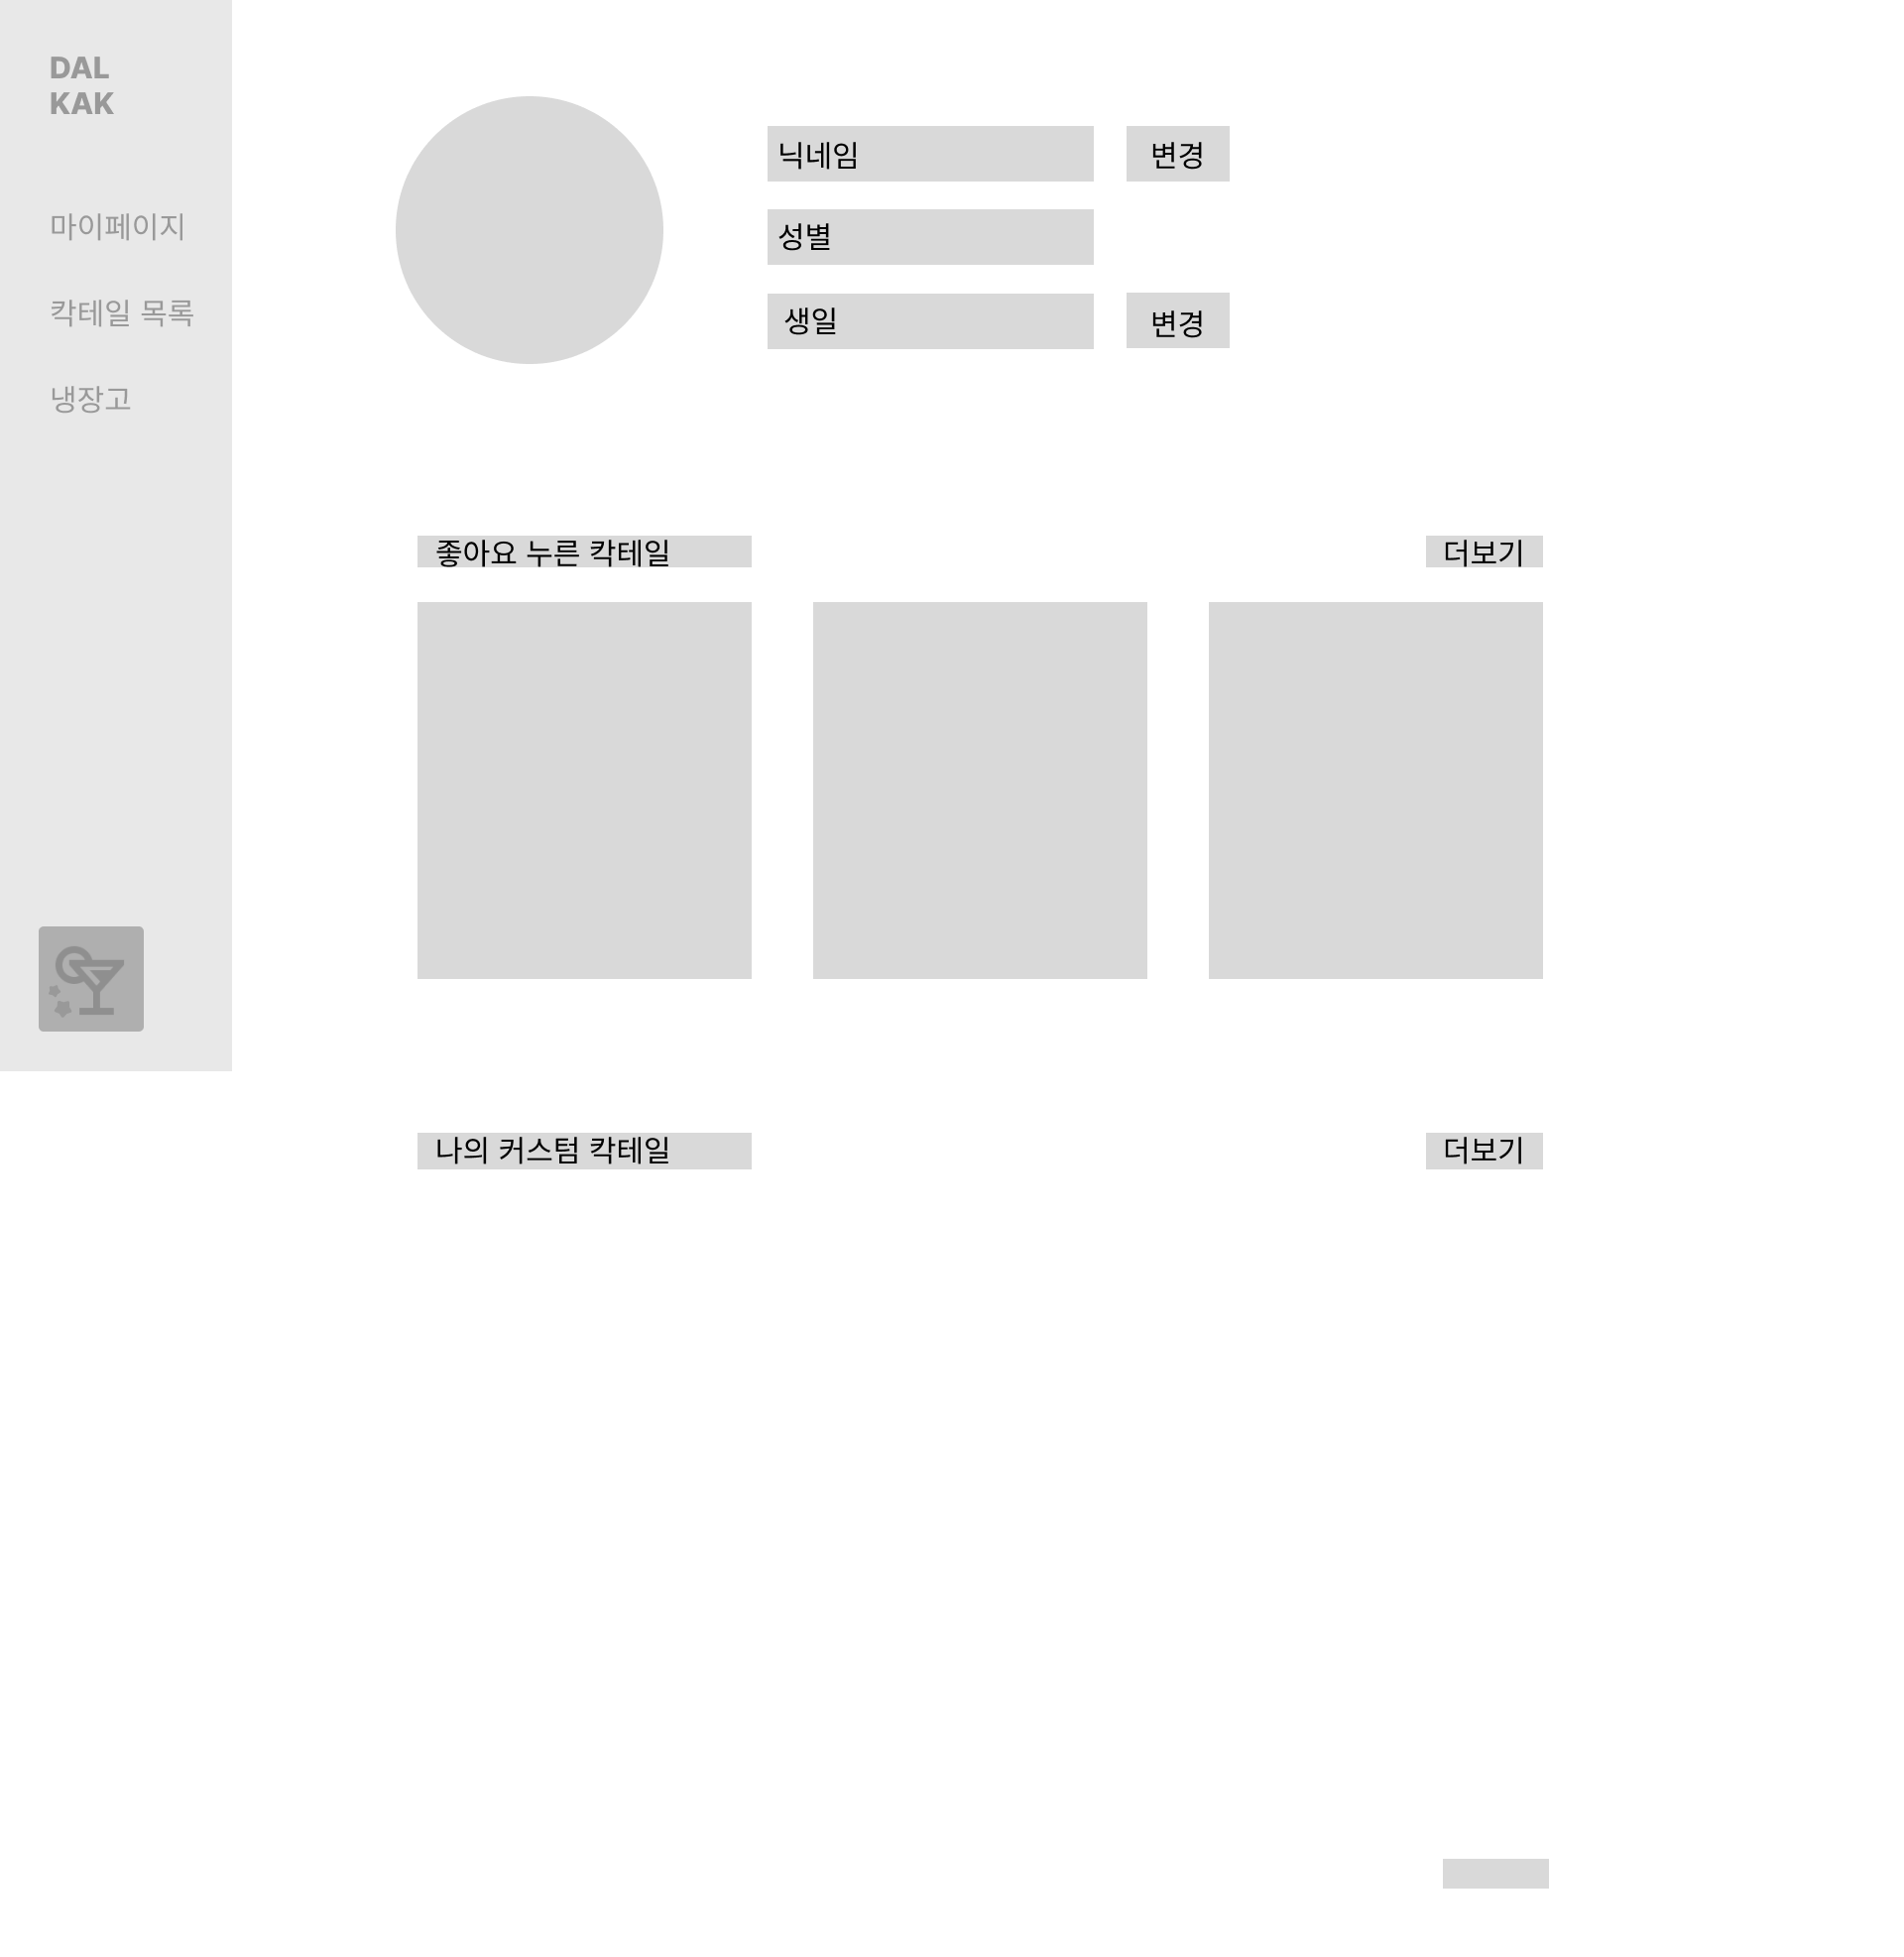 DAL
KAK
마이페이지
칵테일 목록
냉장고
닉네임
변경
성별
생일
변경
좋아요 누른 칵테일
더보기
나의 커스텀 칵테일
더보기